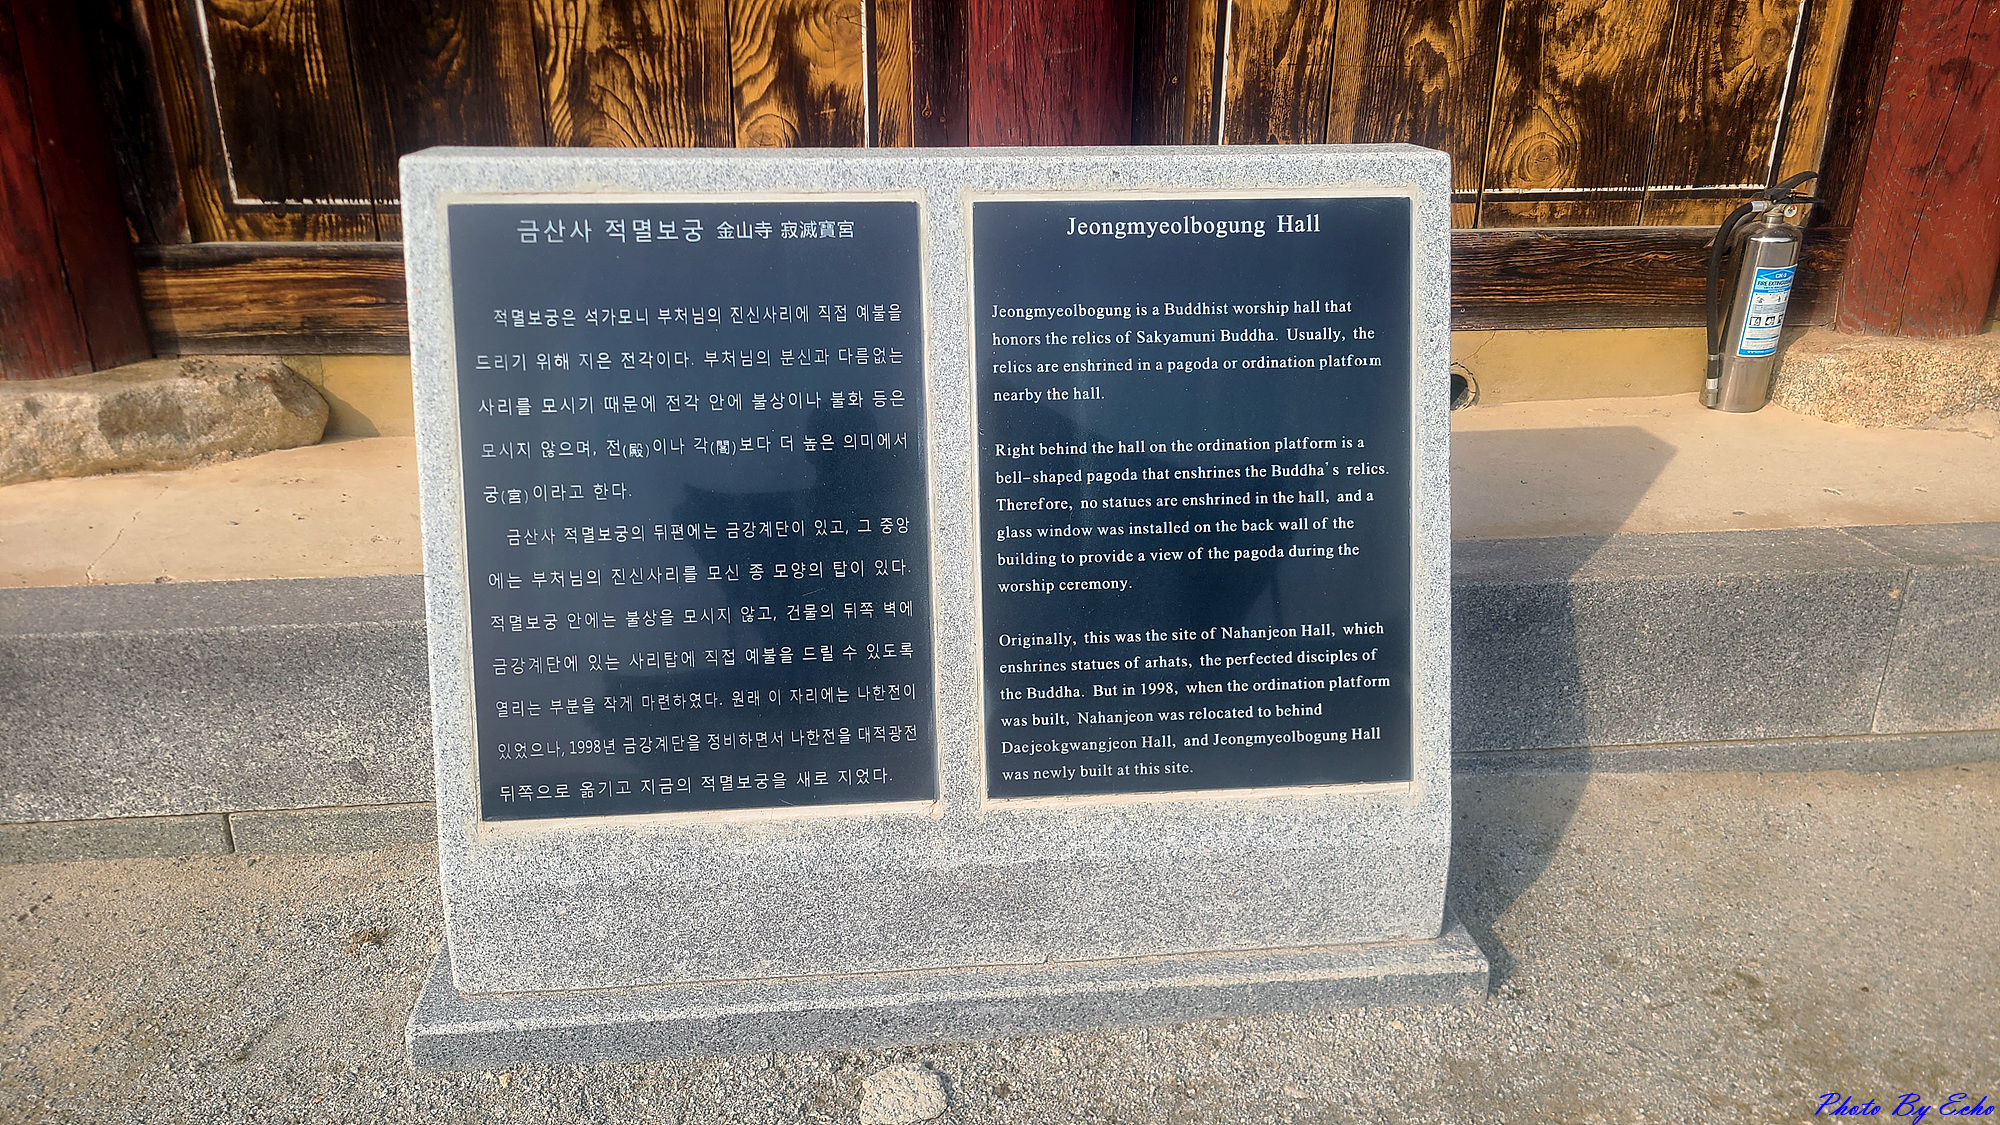 금산사 적멸보궁 金山寺 寂滅寶宮
적멸보궁은 석가모니 부처님의 진신사리에 직접 예불을
드리기 위해 지은 전각이다. 부처님의 분신과 다름없는
사리를 모시기 때문에 전각 안에 불상이나 불화 등은
모시지 않으며, 전(殿)이나 각(閣)보다 더 높은 의미에서
궁(宮)이라고 한다.
금산사 적멸보궁의 뒤편에는 금강계단이 있고, 그 중앙
에는 부처님의 진신사리를 모신 종 모양의 탑이 있다.
적멸보궁 안에는 불상을 모시지 않고, 건물의 뒤쪽 벽에
금강계단에 있는 사리탑에 직접 예불을 드릴 수 있도록
열리는 부분을 작게 마련하였다. 원래 이 자리에는 나한전이
있었으나, 1998년 금강계단을 정비하면서 나한전을 대적광전
뒤쪽으로 옮기고 지금의 적멸보궁을 새로 지었다.
Jeongmyeolbogung Hall
Jeongmyeolbogung is a Buddhist worship hall that
honors the relics of Sakyamuni Buddha. Usually, the
relics are enshrined in a pagoda or ordination platform
nearby the hall.
Right behind the hall on the ordination platform is a
bell-shaped pagoda that enshrines the Buddha's relics.
Therefore, no statues are enshrined in the hall, and a
glass window was installed on the back wall of the
building to provide a view of the pagoda during the
worship ceremony.
Originally, this was the site of Nahanjeon Hall, which
enshrines statues of arhats, the perfected disciples of
the Buddha. But in 1998, when the ordination platform
was built, Nahanjeon was relocated to behind
Daejeokgwangjeon Hall, and Jeongmyeolbogung Hall
was newly built at this site.
FIRE EXTINGUISHER
Photo By Echo